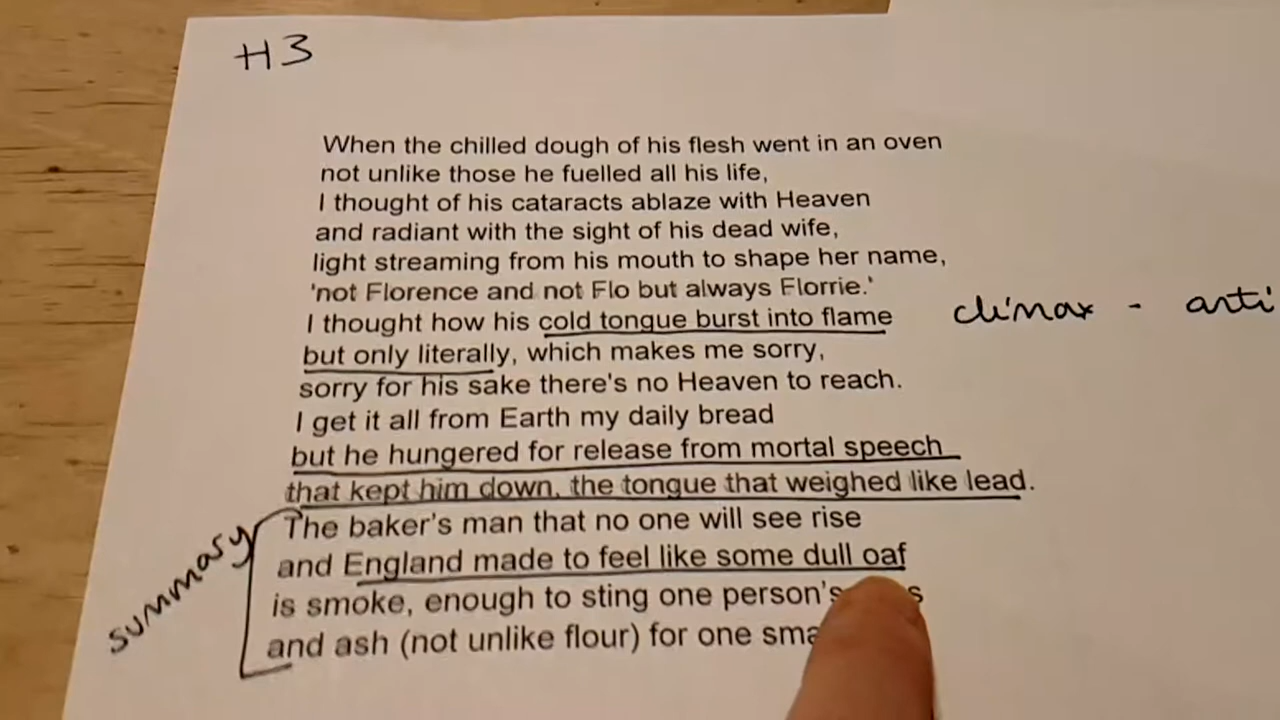 H3
When the chilled dough of his flesh went in an oven
not unlike those he fuelled all his life,
I thought of his cataracts ablaze with Heaven
and radiant with the sight of his dead wife,
light streaming from his mouth to shape her name,
'not Florence and not Flo but always Florrie.'
I thought how his cold tongue burst into flame
climax - anti
but only literally, which makes me sorry,
sorry for his sake there's no Heaven to reach.
I get it all from Earth my daily bread
but he hungered for release from mortal speech
that kept him down, the tongue that weighed like lead.
summary
The baker's man that no one will see rise
and England made to feel like some dull oaf
is smoke, enough to sting one person's
and ash (not unlike flour) for one